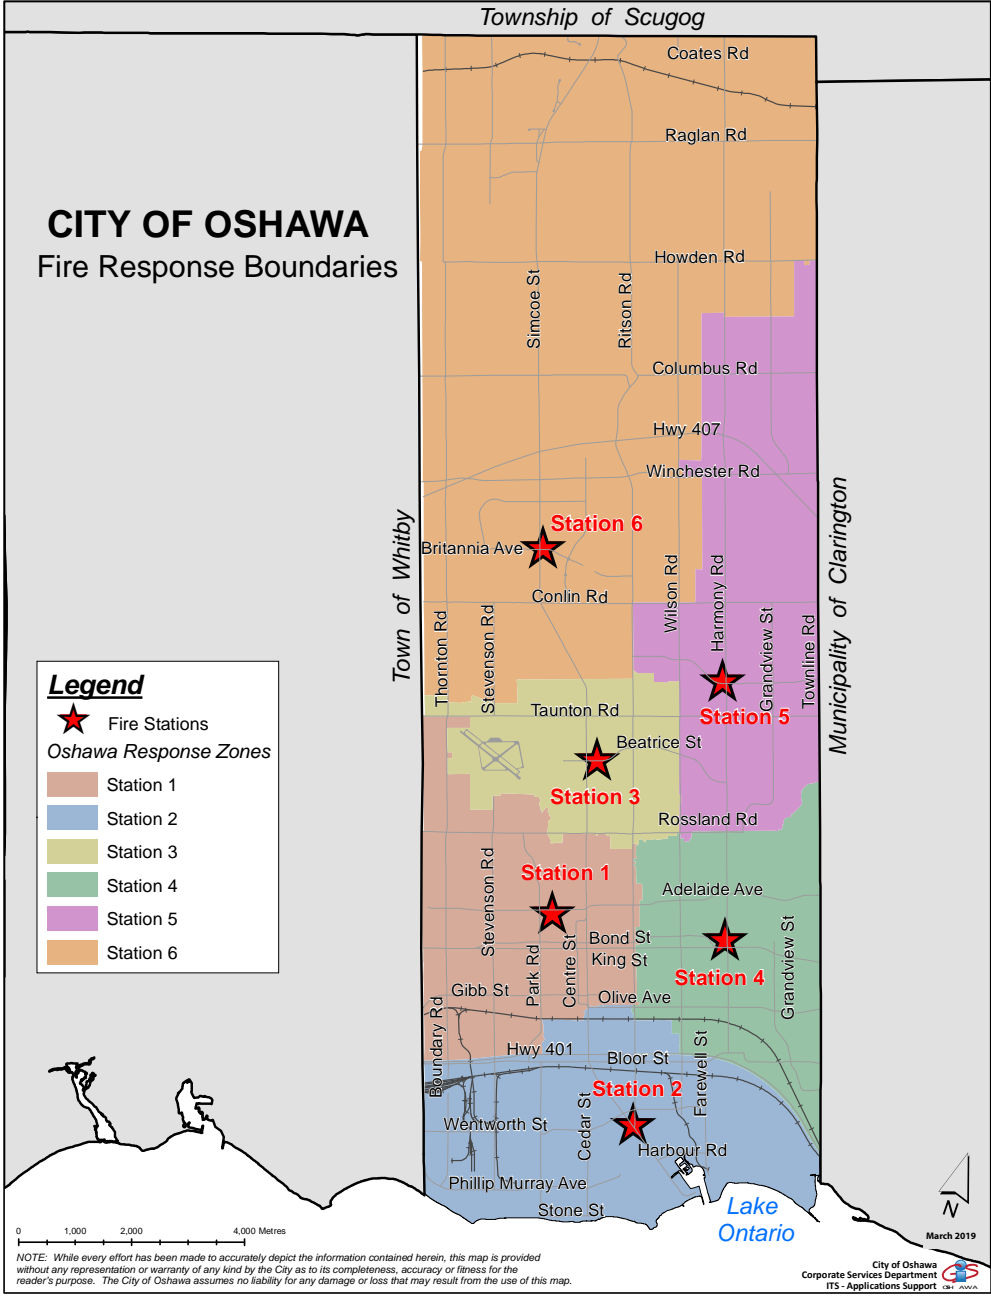 Township of Scugog
Coates Rd
Raglan Rd
CITY OF OSHAWA
Fire Response Boundaries
Howden Rd
Simcoe St
Ritson Rd
Columbus Rd
Hwy 407
Winchester Rd
Town of Whitby
Municipality of Clarington
Station 6
Britannia Ave
Conlin Rd
Wilson Rd
Harmony Rd
Grandview St
Townline Rd
Thornton Rd
Stevenson Rd
Station 5
Taunton Rd
Beatrice St
Station 3
Rossland Rd
Legend
Fire Stations
Oshawa Response Zones
Station 1
Station 2
Station 3
Station 4
Station 5
Station 6
Station 1
Adelaide Ave
Stevenson Rd
Park Rd
Centre St
Bond St
King St
Station 4
Grandview St
Gibb St
Olive Ave
Boundary Rd
Hwy 401
Bloor St
Farewell St
Station 2
Cedar St
Wentworth St
Harbour Rd
Phillip Murray Ave
Stone St
Lake
Ontario
N
March 2019
0 1,000 2,000 4,000 Metres
NOTE: While every effort has been made to accurately depict the information contained herein, this map is provided
without any representation or warranty of any kind by the City as to its completeness, accuracy or fitness for the
reader's purpose. The City of Oshawa assumes no liability for any damage or loss that may result from the use of this map.
City of Oshawa
Corporate Services Department
ITS - Applications Support